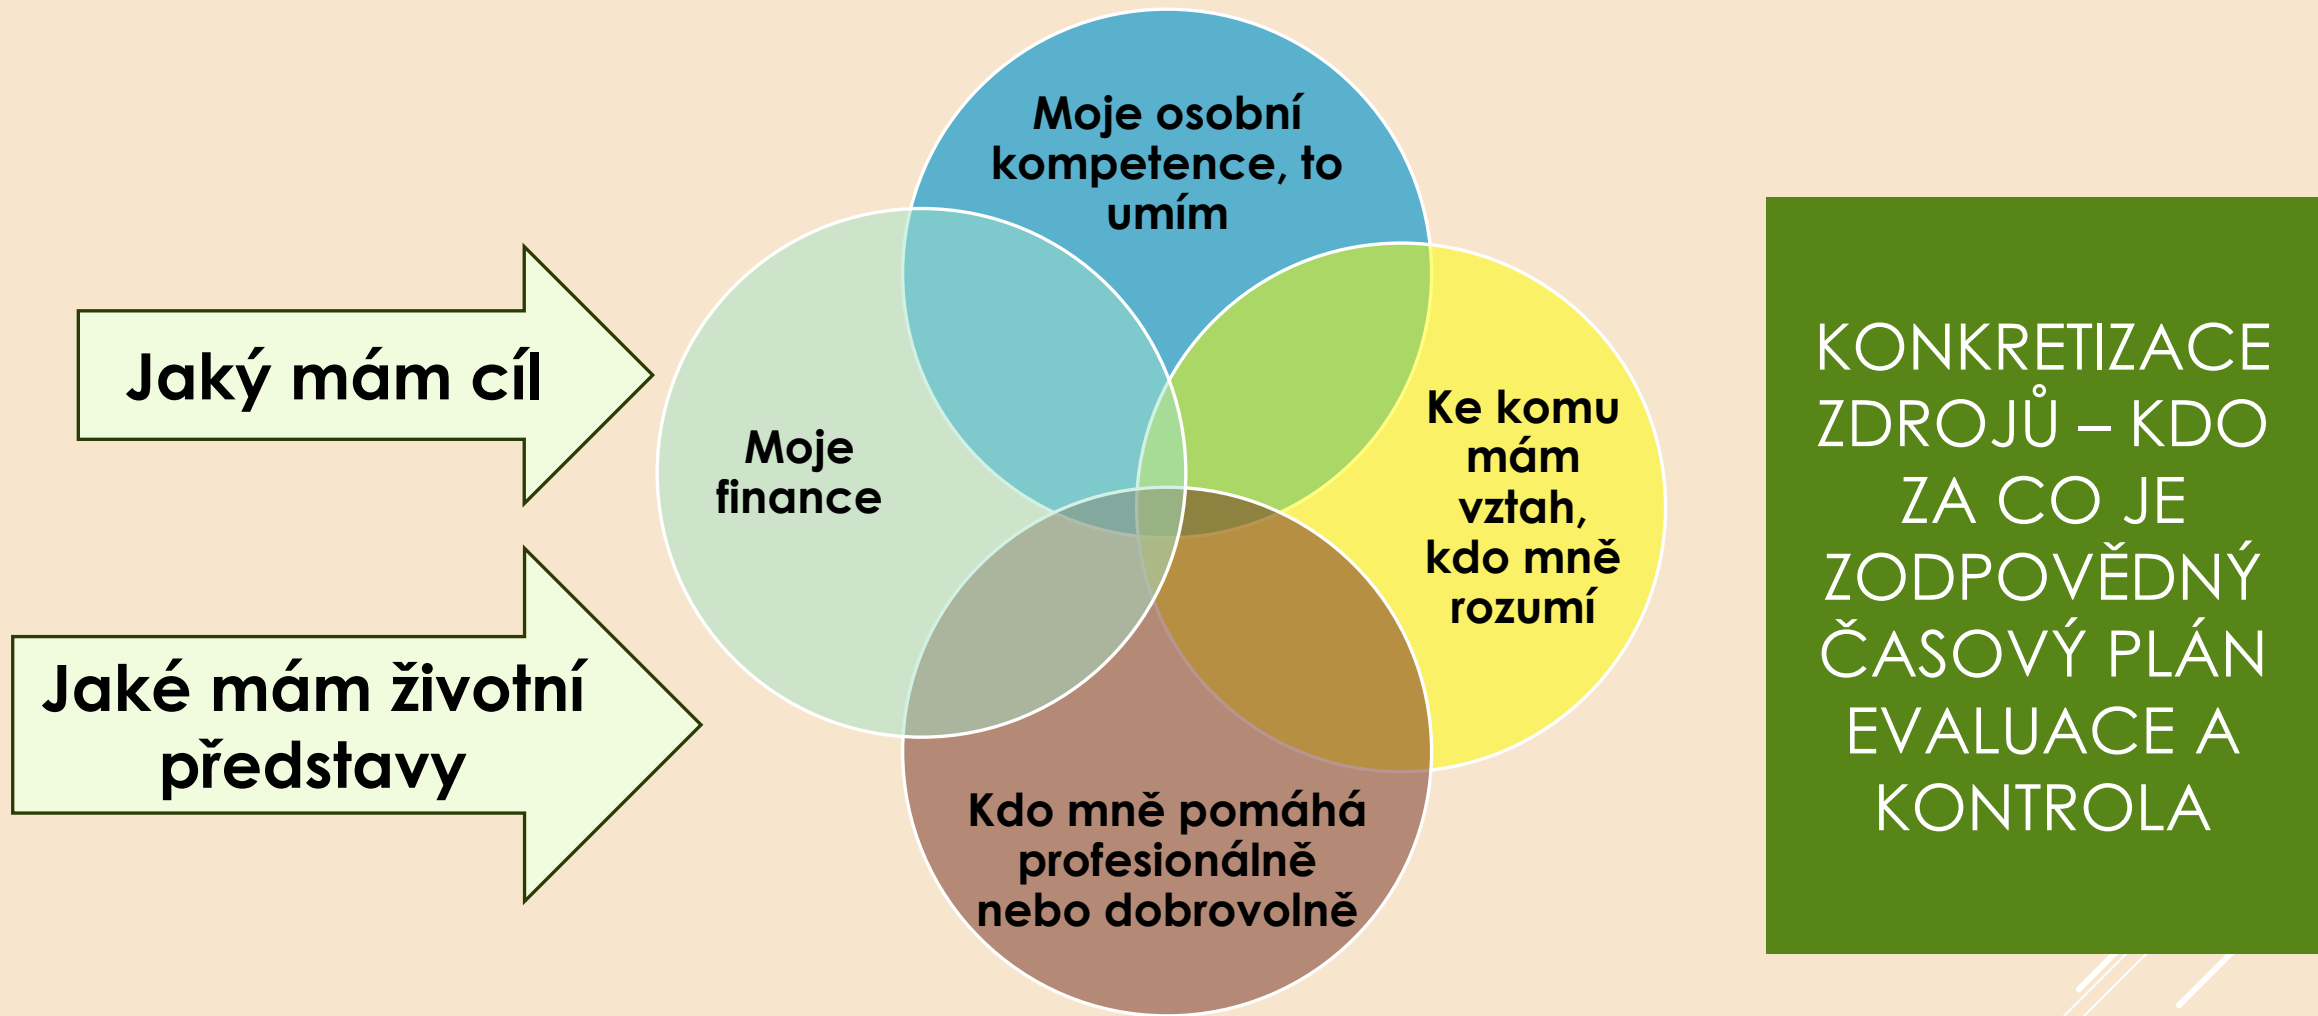 Jaký mám cíl
Jaké mám životní
představy
Moje osobní
kompetence, to
umím
Moje
finance
Ke komu
mám
vztah,
kdo mně
rozumí
Kdo mně pomáhá
profesionálně
nebo dobrovolně
KONKRETIZACE
ZDROJŮ – KDO
ZA CO JE
ZODPOVĚDNÝ
ČASOVÝ PLÁN
EVALUACE A
KONTROLA